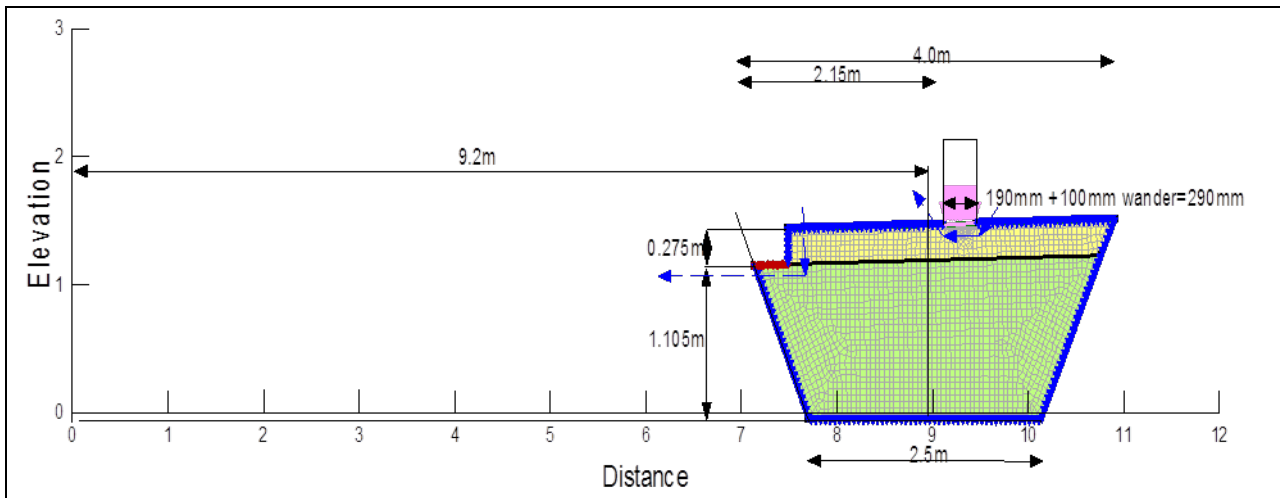 3
4.0m
2.15m
2
9.2m
190mm +100mm wander=290mm
Elevation
0.275m
1
1.105m
0
0 1 2 3 4 5 6 7 8 9 10 11 12
2.5m
Distance